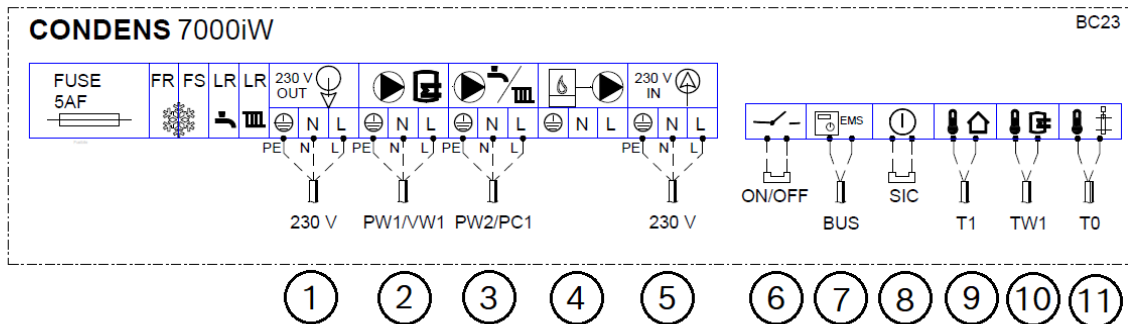 CONDENS 7000iW
BC23
FUSE 5AF
FR FS LR LR
230 V OUT
230 V IN
EMS
N L N L N L N L N L
PE N L PE N L PE N L PE N L
ON/OFF SIC
230 V PW1/VW1 PW2/PC1 230 V BUS T1 TW1 T0
1 2 3 4 5 6 7 8 9 10 11